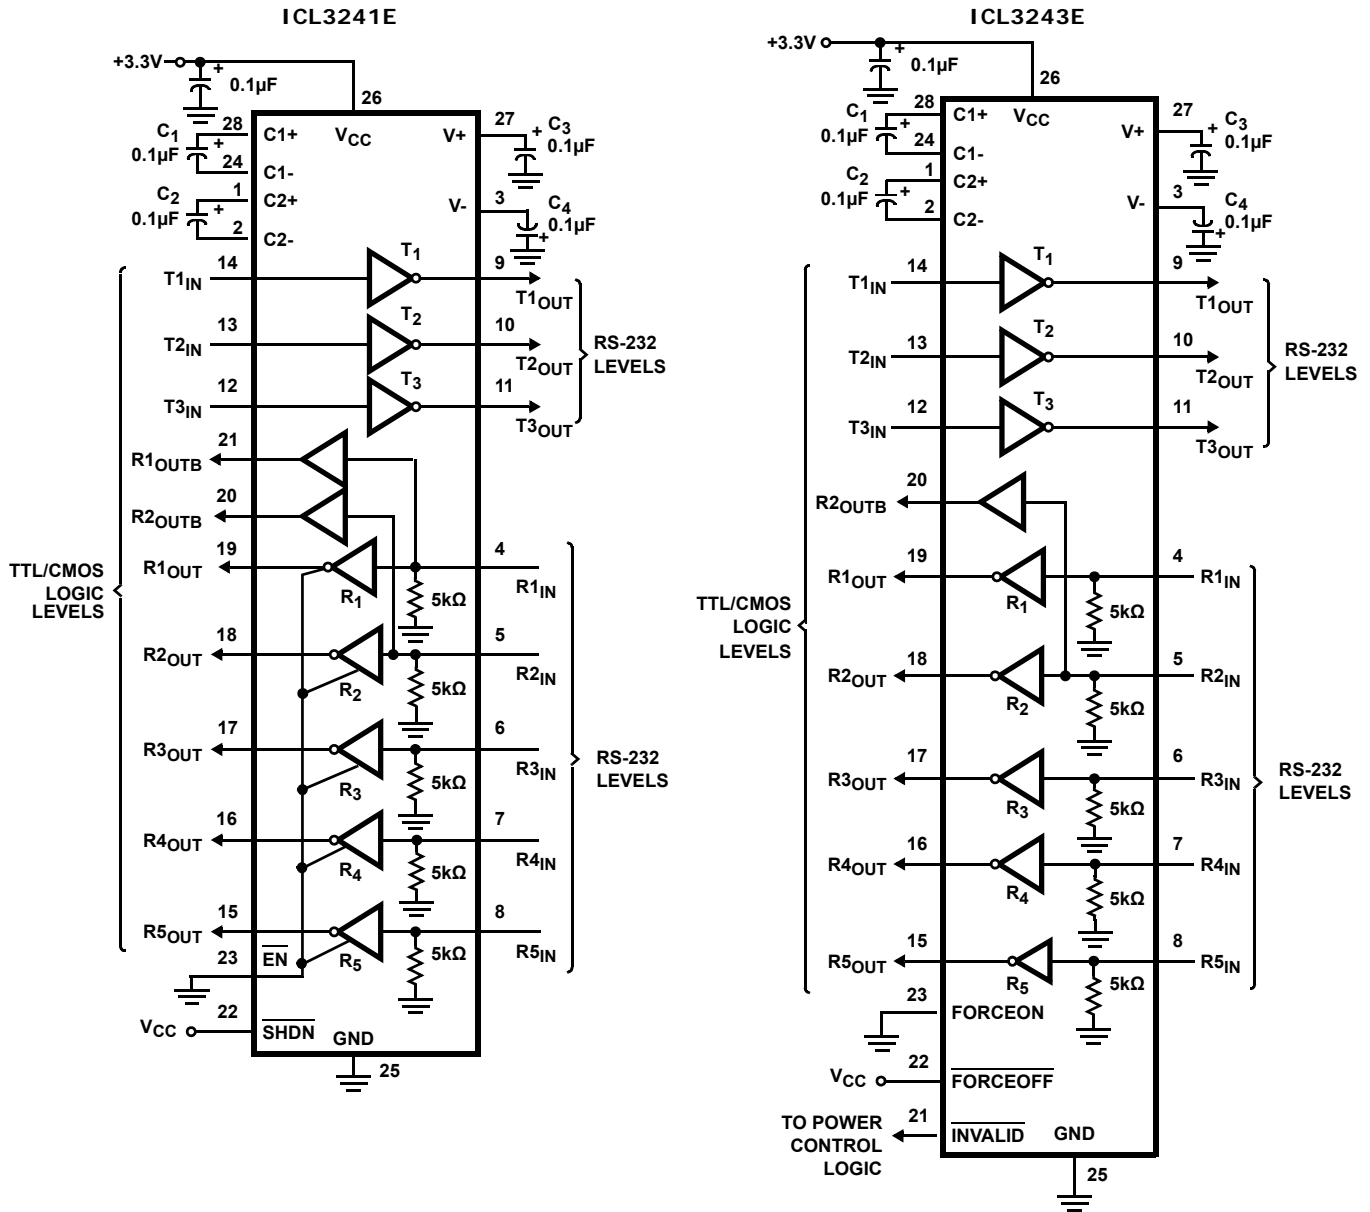 ICL3241E
+3.3V
+
0.1µF
26
C1
0.1µF
+
28
C1+
VCC
V+
27
+
C3
0.1µF
24
C1-
C2
0.1µF
+
1
C2+
V-
3
C4
0.1µF
+
2
C2-
T1IN
14
T1
9
T1OUT
T2IN
13
T2
10
T2OUT
RS-232
LEVELS
T3IN
12
T3
11
T3OUT
R1OUTB
21
R2OUTB
20
TTL/CMOS
LOGIC
LEVELS
R1OUT
19
R1
5kΩ
4
R1IN
R2OUT
18
R2
5kΩ
5
R2IN
R3OUT
17
R3
5kΩ
6
R3IN
RS-232
LEVELS
R4OUT
16
R4
5kΩ
7
R4IN
R5OUT
15
R5
5kΩ
8
R5IN
23
EN
VCC
22
SHDN
GND
25
ICL3243E
+3.3V
+
0.1µF
26
C1
0.1µF
+
28
C1+
VCC
V+
27
+
C3
0.1µF
24
C1-
C2
0.1µF
+
1
C2+
V-
3
C4
0.1µF
+
2
C2-
T1IN
14
T1
9
T1OUT
T2IN
13
T2
10
T2OUT
RS-232
LEVELS
T3IN
12
T3
11
T3OUT
R2OUTB
20
TTL/CMOS
LOGIC
LEVELS
R1OUT
19
R1
5kΩ
4
R1IN
R2OUT
18
R2
5kΩ
5
R2IN
R3OUT
17
R3
5kΩ
6
R3IN
RS-232
LEVELS
R4OUT
16
R4
5kΩ
7
R4IN
R5OUT
15
R5
5kΩ
8
R5IN
23
FORCEON
VCC
22
FORCEOFF
TO POWER
CONTROL
LOGIC
21
INVALID
GND
25